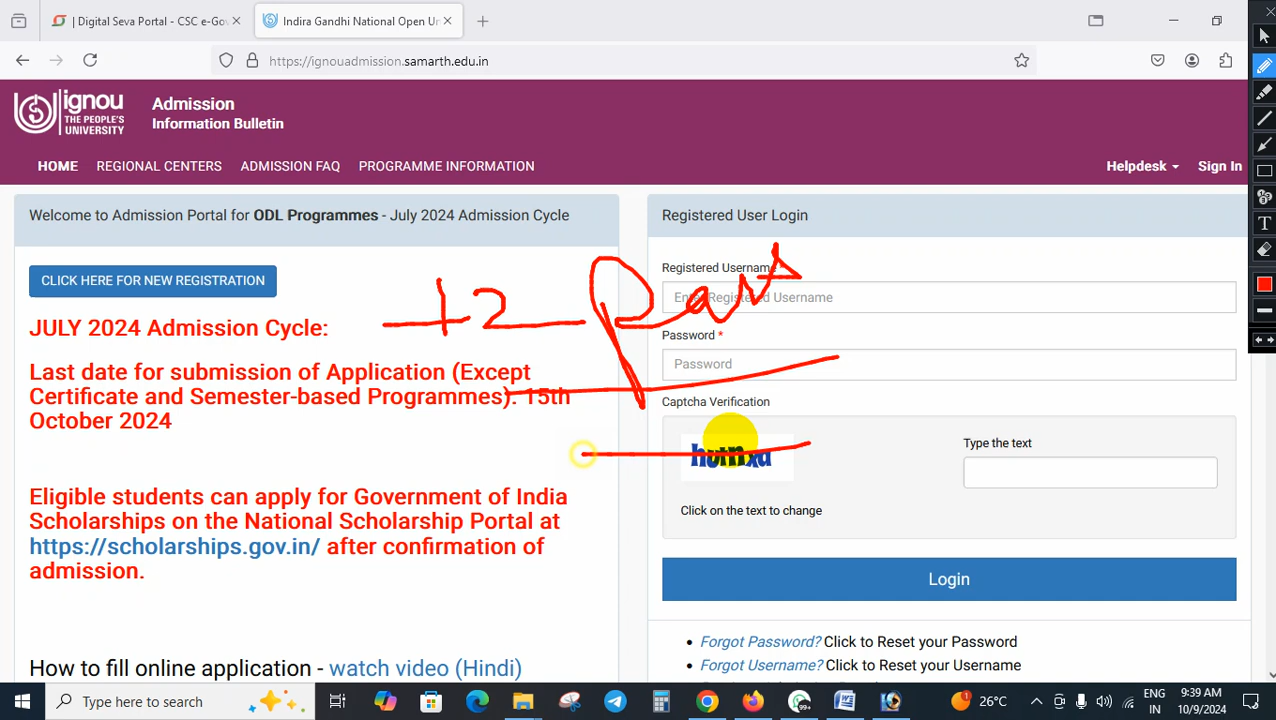 | Digital Seva Portal - CSC e-Gov
Indira Gandhi National Open Un
https://ignouadmission.samarth.edu.in
ignou
THE PEOPLE'S
UNIVERSITY
Admission
Information Bulletin
HOME REGIONAL CENTERS ADMISSION FAQ PROGRAMME INFORMATION
Helpdesk Sign In
Welcome to Admission Portal for ODL Programmes - July 2024 Admission Cycle
CLICK HERE FOR NEW REGISTRATION
JULY 2024 Admission Cycle:
Last date for submission of Application (Except
Certificate and Semester-based Programmes): 15th
October 2024
Eligible students can apply for Government of India
Scholarships on the National Scholarship Portal at
https://scholarships.gov.in/ after confirmation of
admission.
How to fill online application - watch video (Hindi)
+2 Pass
Registered User Login
Registered Username
Enter Registered Username
Password *
Password
Captcha Verification
Type the text
Click on the text to change
Login
Forgot Password? Click to Reset your Password
Forgot Username? Click to Reset your Username
Type here to search
26°C
ENG
IN
9:39 AM
10/9/2024